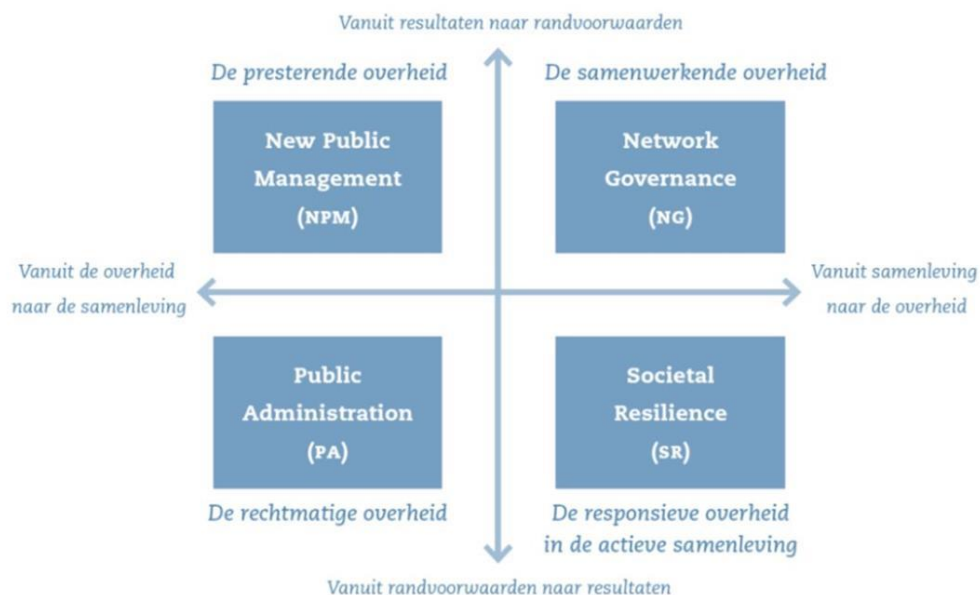 Vanuit resultaten naar randvoorwaarden
De presterende overheid
De samenwerkende overheid
New Public
Management
(NPM)
Network
Governance
(NG)
Vanuit de overheid
naar de samenleving
Vanuit samenleving
naar de overheid
Public
Administration
(PA)
Societal
Resilience
(SR)
De rechtmatige overheid
De responsieve overheid
in de actieve samenleving
Vanuit randvoorwaarden naar resultaten